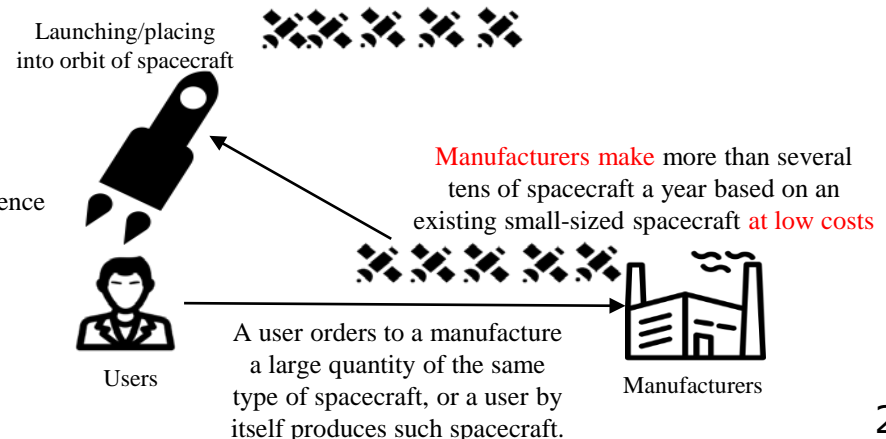 Launching/placing
into orbit of spacecraft
Manufacturers make more than several
tens of spacecraft a year based on an
existing small-sized spacecraft at low costs
ence
A user orders to a manufacture
a large quantity of the same
type of spacecraft, or a user by
itself produces such spacecraft.
Users
Manufacturers
2